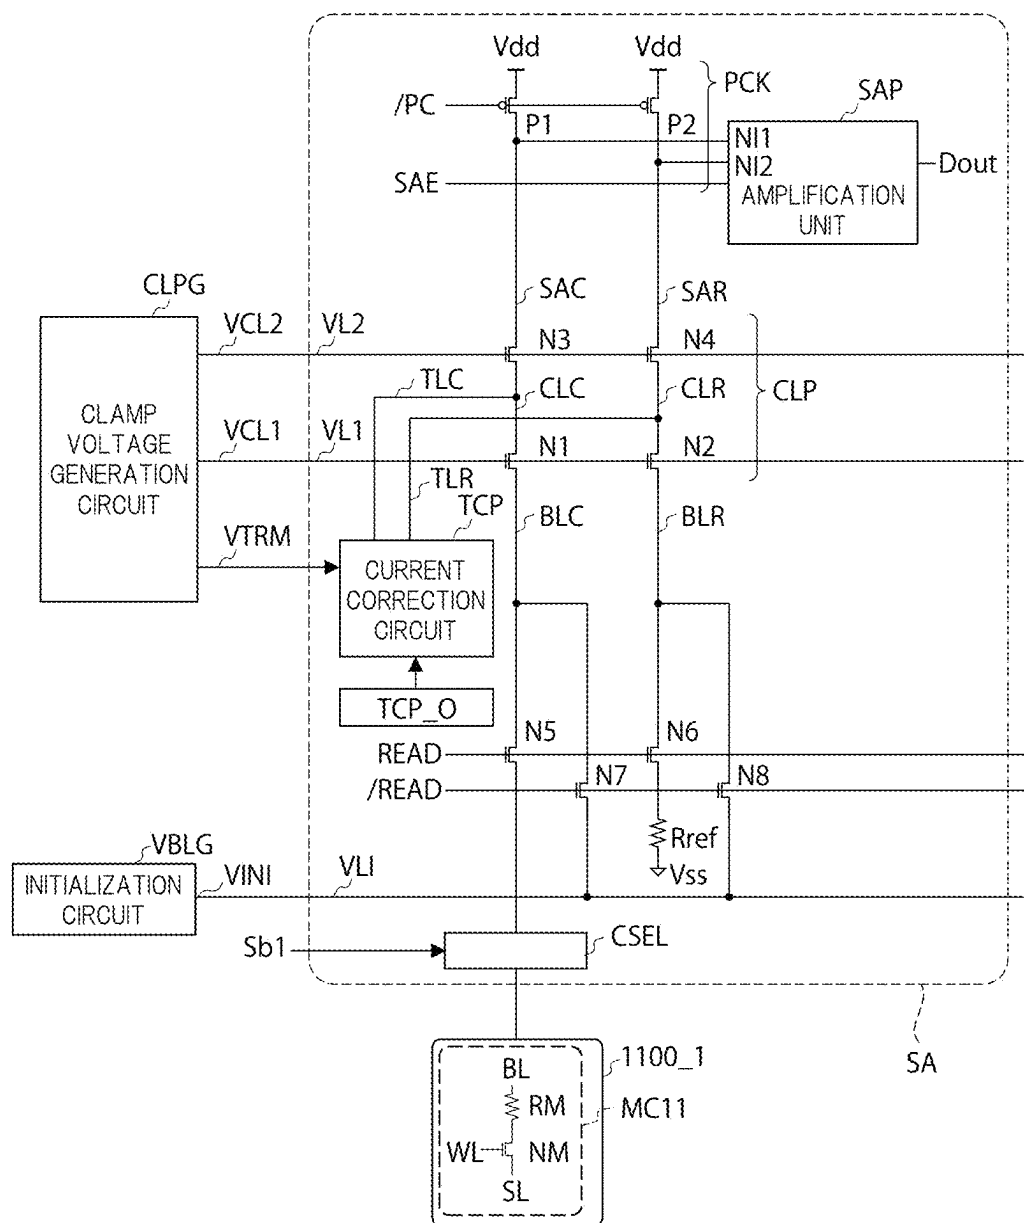 Vdd Vdd
/PC P1 P2 PCK SAP
NI1
NI2
Dout
SAE
AMPLIFICATION
UNIT
CLPG SAC SAR
VCL2 VL2 N3 N4
TLC CLC CLR CLP
CLAMP
VOLTAGE
GENERATION
CIRCUIT
VCL1 VL1 N1 N2
TLR TCP
BLC BLR
VTRM
CURRENT
CORRECTION
CIRCUIT
TCP_O
READ N5 N6
/READ N7 N8
Rref
Vss
VBLG
INITIALIZATION
CIRCUIT
VINI VLI
Sb1 CSEL
SA
1100_1
BL
RM MC11
WL NM
SL